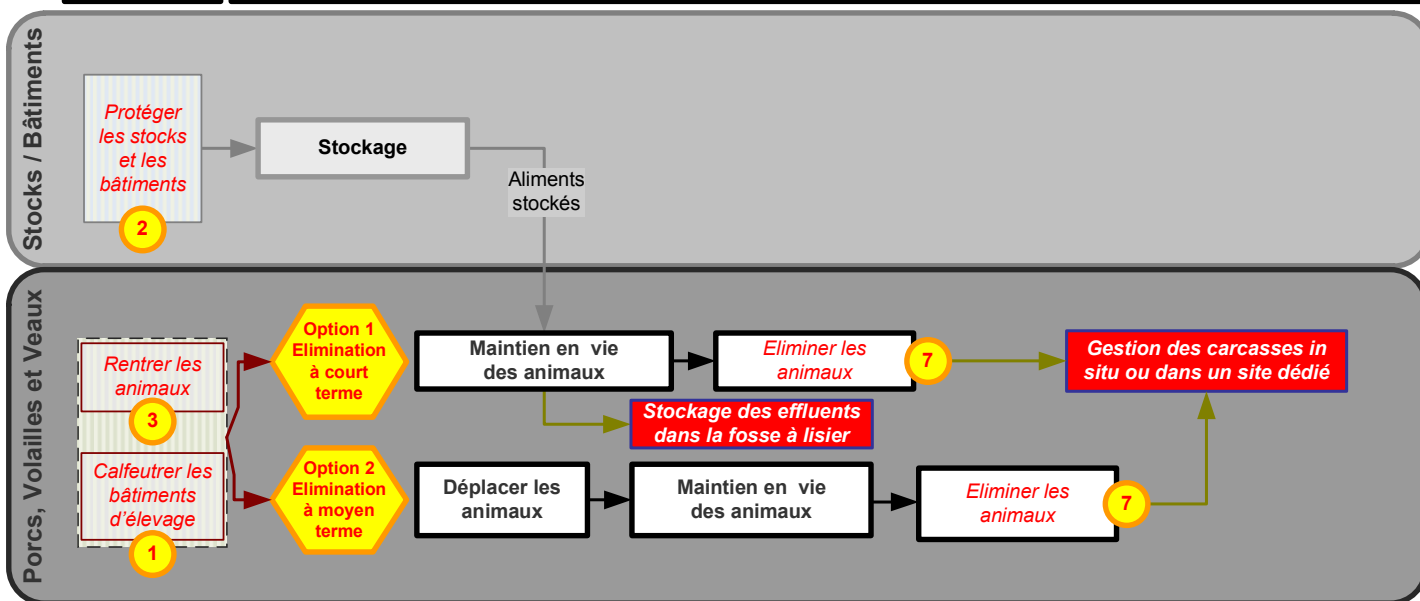 Stocks / Bâtiments
Protéger
les stocks
et les
bâtiments
2
Stockage
Aliments
stockés
Porcs, Volailles et Veaux
Rentrer les
animaux
3
Calfeutrer les
bâtiments
d'élevage
1
Option 1
Elimination
à court
terme
Maintien en vie
des animaux
Eliminer les
animaux
7
Gestion des carcasses in
situ ou dans un site dédié
Stockage des effluents
dans la fosse à lisier
Option 2
Elimination
à moyen
terme
Déplacer les
animaux
Maintien en vie
des animaux
Eliminer les
animaux
7